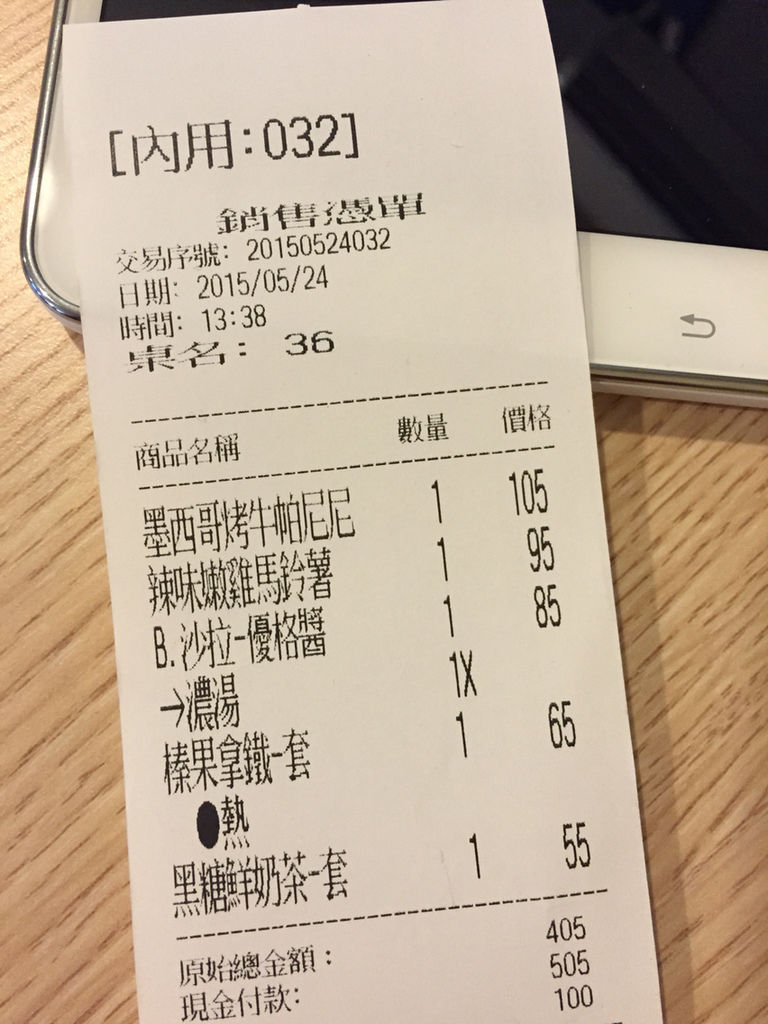 [內用:032]
銷售憑單
交易序號: 20150524032
日期: 2015/05/24
時間: 13:38
桌名: 36
商品名稱 數量 價格
墨西哥烤牛帕尼尼 1 105
辣味嫩雞馬鈴薯 1 95
B.沙拉-優格醬 1 85
→濃湯 1X
榛果拿鐵-套 1 65
●熱
黑糖鮮奶茶-套 1 55
405
原始總金額: 505
現金付款: 100